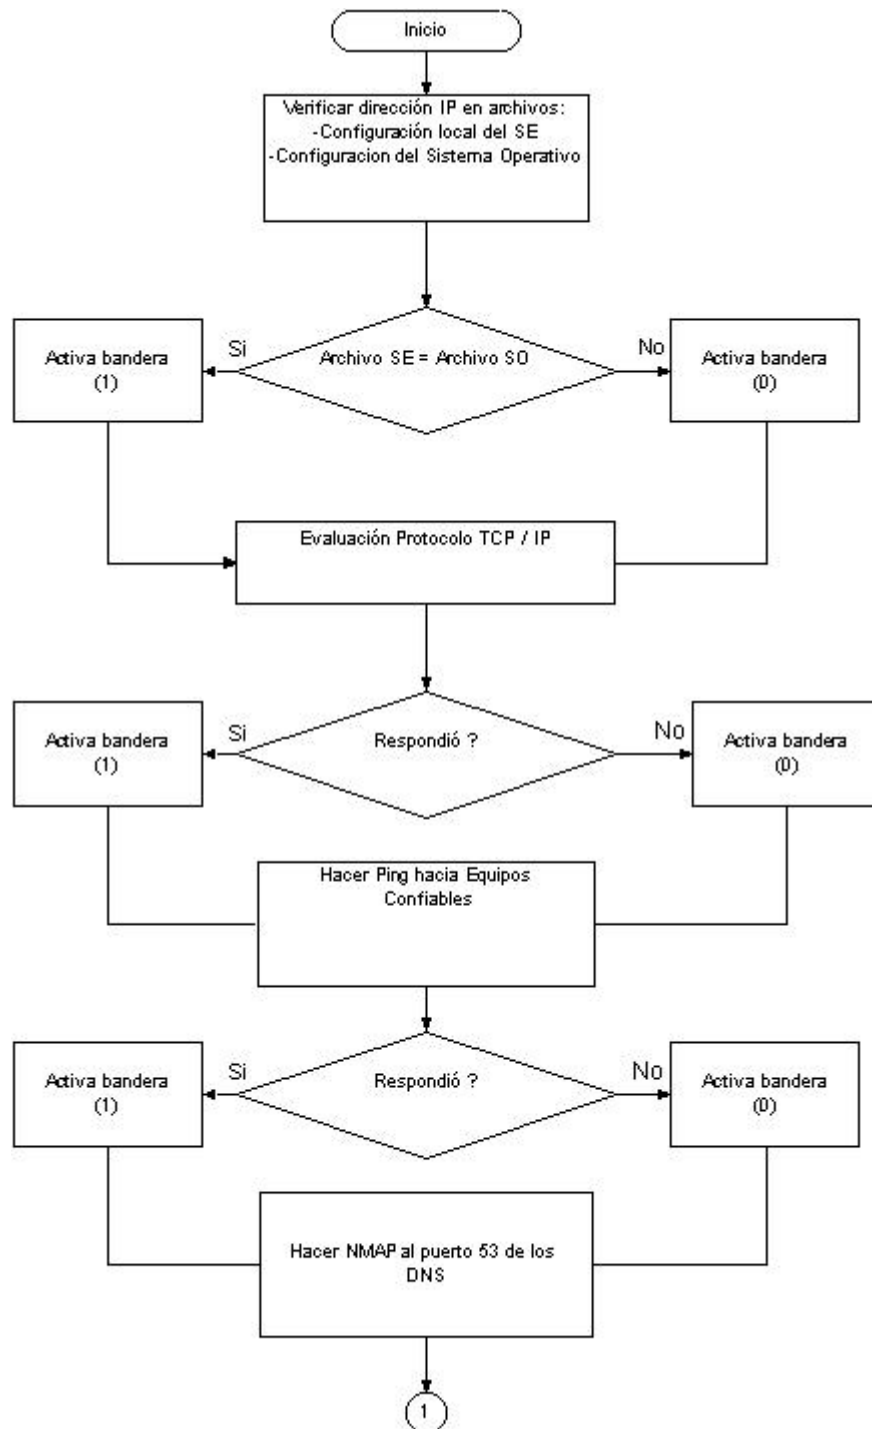 Inicio
Verificar dirección IP en archivos:
-Configuración local del SE
-Configuracion del Sistema Operativo
Si
No
Activa bandera
(1)
Archivo SE = Archivo SO
Activa bandera
(0)
Evaluación Protocolo TCP / IP
Si
No
Activa bandera
(1)
Respondió ?
Activa bandera
(0)
Hacer Ping hacia Equipos
Confiables
Si
No
Activa bandera
(1)
Respondió ?
Activa bandera
(0)
Hacer NMAP al puerto 53 de los
DNS
1